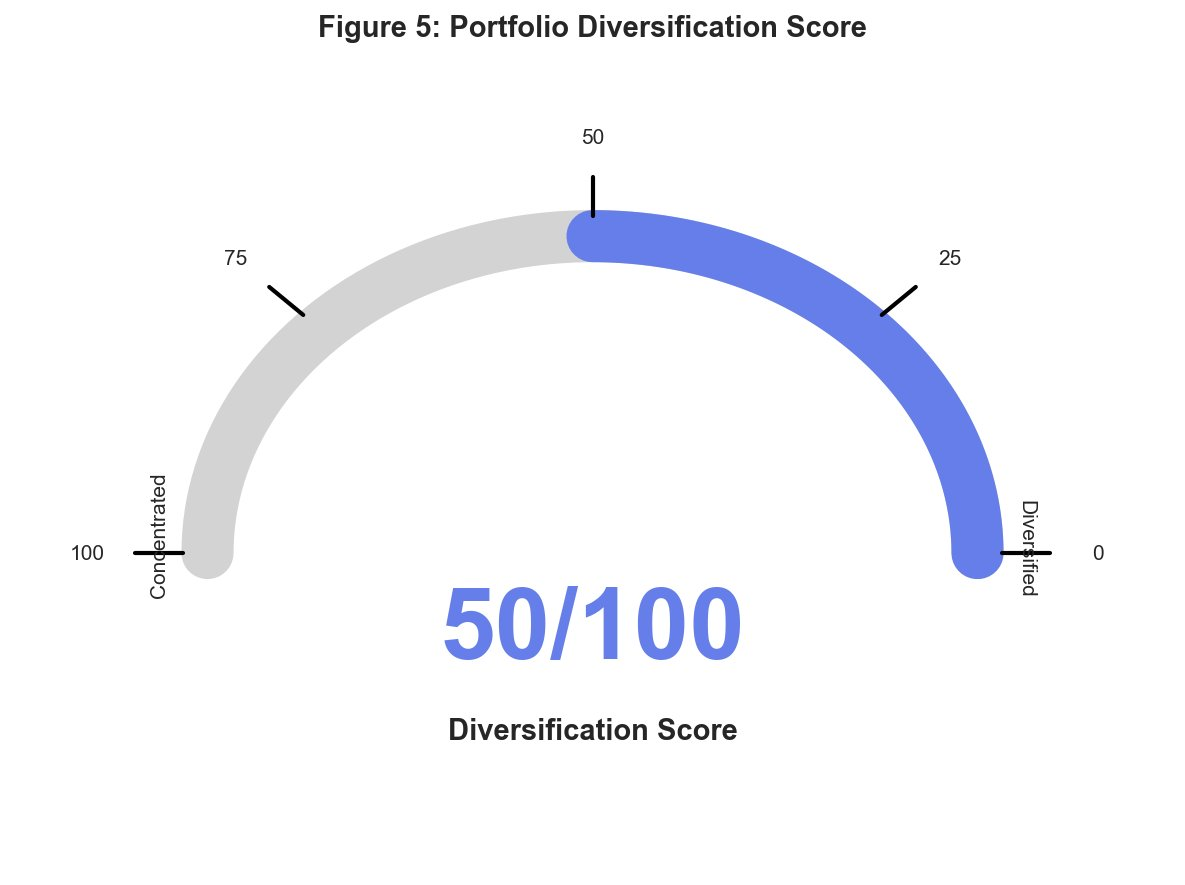 Figure 5: Portfolio Diversification Score
50
75
25
Concentrated
Diversified
100
0
50/100
Diversification Score